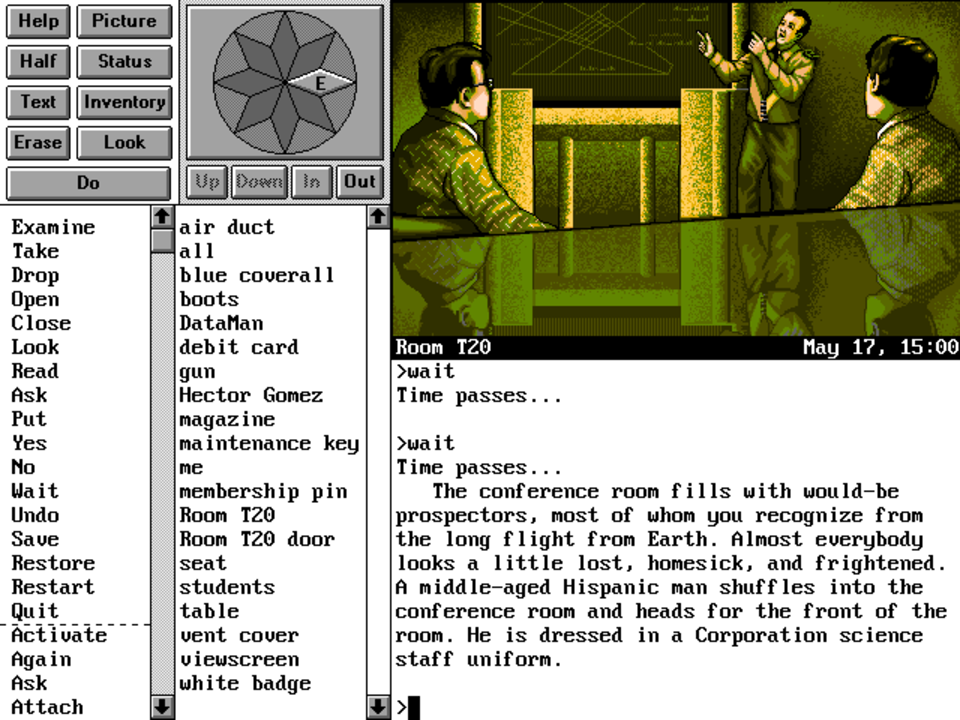 Help
Picture
Half
Status
Text
Inventory
Erase
Look
Do
E
Up
Down
In
Out
Examine
Take
Drop
Open
Close
Look
Read
Ask
Put
Yes
No
Wait
Undo
Save
Restore
Restart
Quit
Activate
Again
Ask
Attach
air duct
all
blue coverall
boots
DataMan
debit card
gun
Hector Gomez
magazine
maintenance key
me
membership pin
Room T20
Room T20 door
seat
students
table
vent cover
viewscreen
white badge
Room T20 May 17, 15:00
>wait
Time passes...
>wait
Time passes...
The conference room fills with would-be
prospectors, most of whom you recognize from
the long flight from Earth. Almost everybody
looks a little lost, homesick, and frightened.
A middle-aged Hispanic man shuffles into the
conference room and heads for the front of the
room. He is dressed in a Corporation science
staff uniform.
>